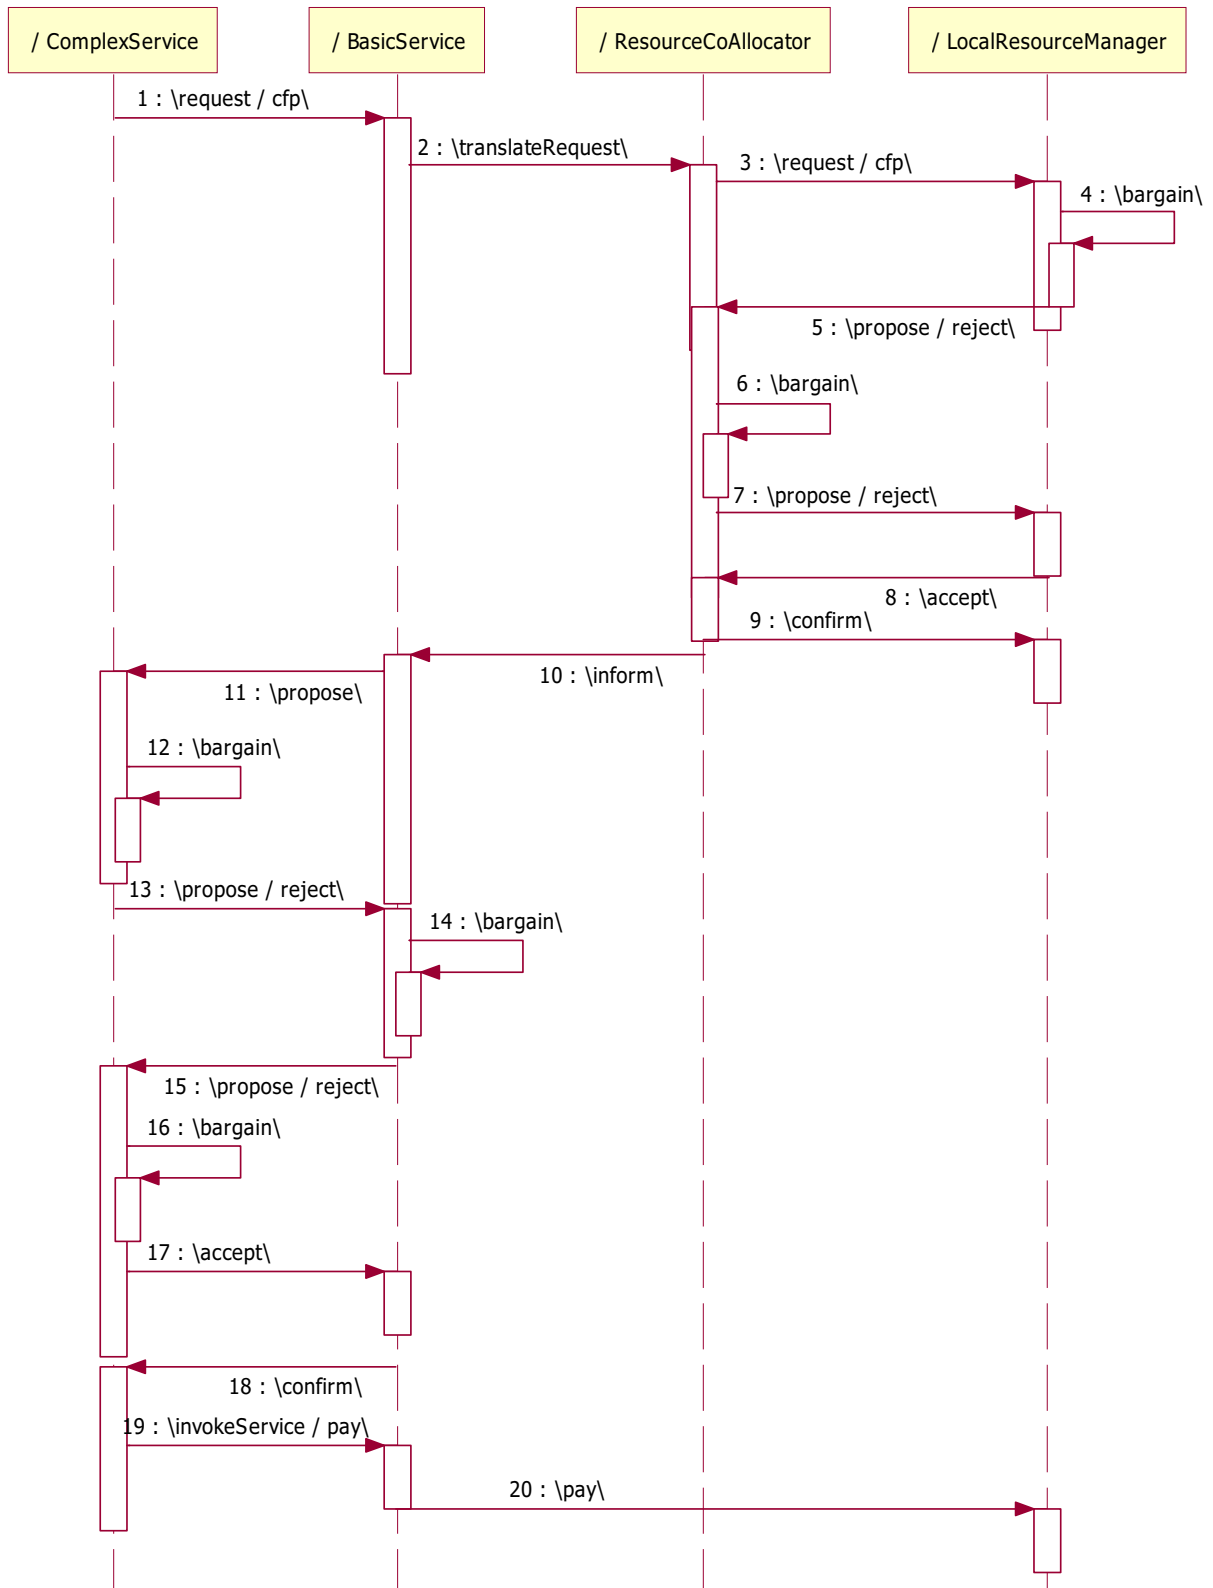 / ComplexService
/ BasicService
/ ResourceCoAllocator
/ LocalResourceManager
1 : \request / cfp\
2 : \translateRequest\
3 : \request / cfp\
4 : \bargain\
5 : \propose / reject\
6 : \bargain\
7 : \propose / reject\
8 : \accept\
9 : \confirm\
10 : \inform\
11 : \propose\
12 : \bargain\
13 : \propose / reject\
14 : \bargain\
15 : \propose / reject\
16 : \bargain\
17 : \accept\
18 : \confirm\
19 : \invokeService / pay\
20 : \pay\